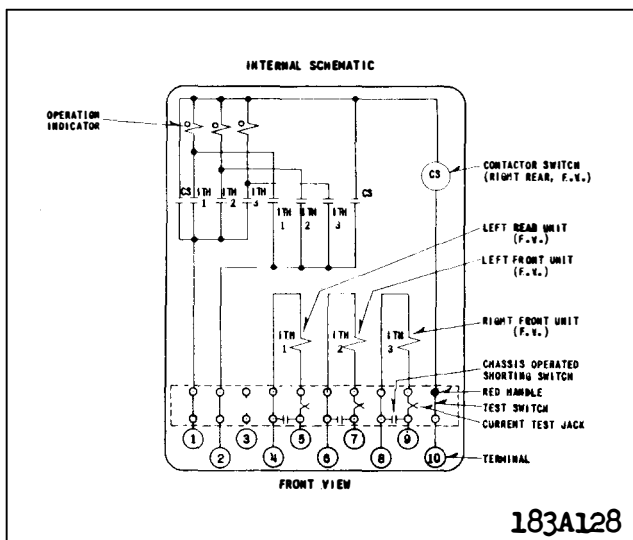 INTERNAL SCHEMATIC
OPERATION
INDICATOR
CS
CONTACTOR SWITCH
(RIGHT REAR, F.V.)
CS
ITH
1
ITH
2
ITH
3
ITH
1
ITH
2
ITH
3
CS
LEFT REAR UNIT
(F.V.)
LEFT FRONT UNIT
(F.V.)
ITH
1
ITH
2
ITH
3
RIGHT FRONT UNIT
(F.V.)
CHASSIS OPERATED
SHORTING SWITCH
RED HANDLE
TEST SWITCH
CURRENT TEST JACK
1
3
5
7
9
2
4
6
8
10
TERMINAL
FRONT VIEW
183A128